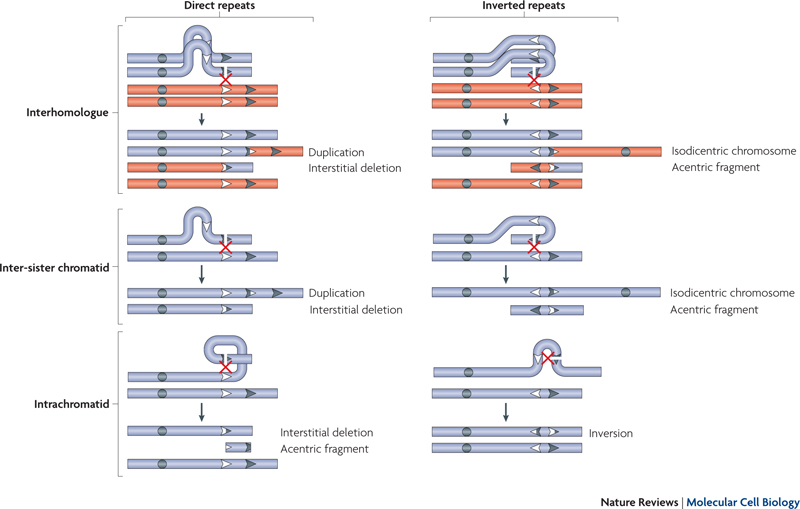 Direct repeats
Inverted repeats
Interhomologue
Duplication
Interstitial deletion
Isodicentric chromosome
Acentric fragment
Inter-sister chromatid
Duplication
Interstitial deletion
Isodicentric chromosome
Acentric fragment
Intrachromatid
Interstitial deletion
Acentric fragment
Inversion
Nature Reviews | Molecular Cell Biology